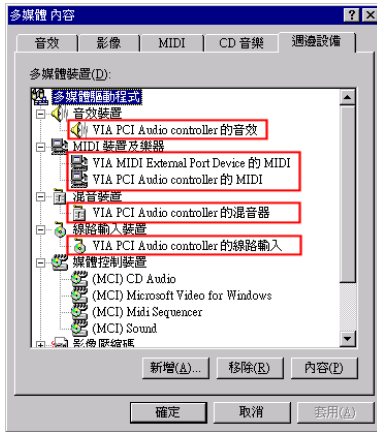 多媒體 內容
音效 影像 MIDI CD 音樂 週邊設備
多媒體裝置(D):
多媒體驅動程式
音效裝置
VIA PCI Audio controller 的音效
MIDI 裝置及樂器
VIA MIDI External Port Device 的 MIDI
VIA PCI Audio controller 的 MIDI
混音裝置
VIA PCI Audio controller 的混音器
線路輸入裝置
VIA PCI Audio controller 的線路輸入
媒體控制裝置
(MCI) CD Audio
(MCI) Microsoft Video for Windows
(MCI) Midi Sequencer
(MCI) Sound
影像壓縮碼
新增(A)... 移除(R) 內容(P)
確定 取消 套用(A)